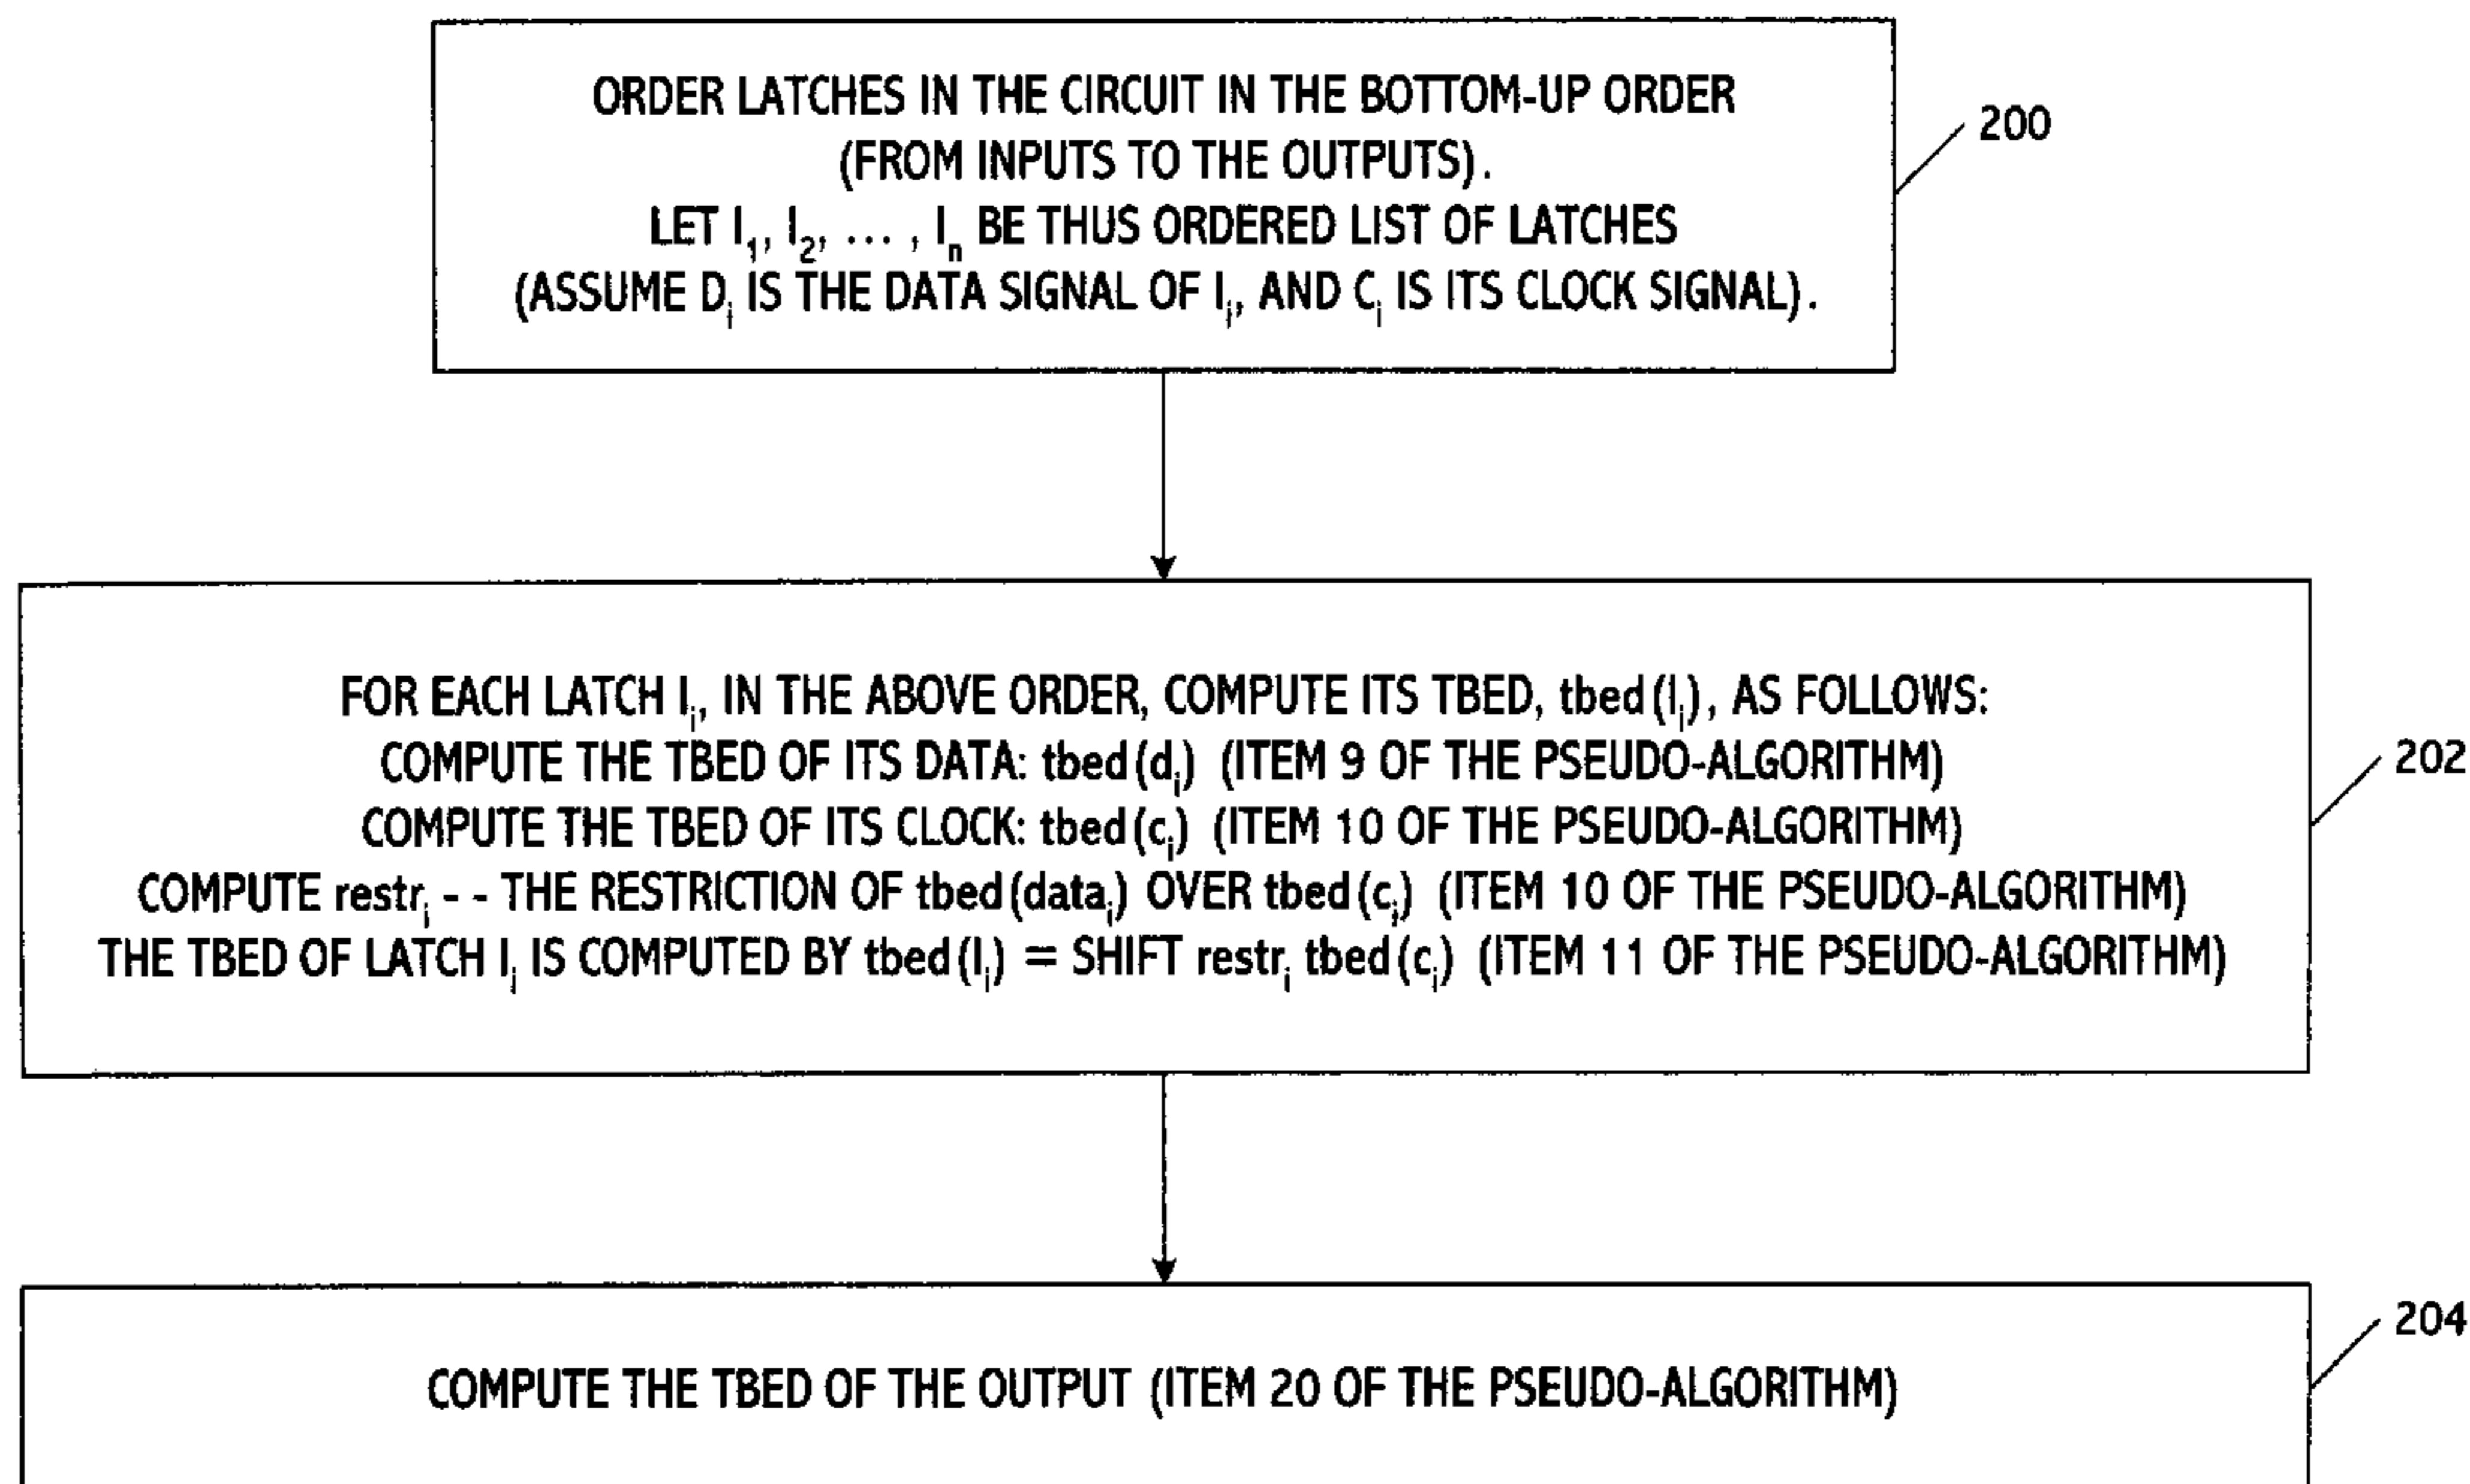 ORDER LATCHES IN THE CIRCUIT IN THE BOTTOM-UP ORDER
(FROM INPUTS TO THE OUTPUTS).
LET l₁, l₂, ... , lₙ BE THUS ORDERED LIST OF LATCHES
(ASSUME Dᵢ IS THE DATA SIGNAL OF lᵢ, AND Cᵢ IS ITS CLOCK SIGNAL).
200
FOR EACH LATCH lᵢ, IN THE ABOVE ORDER, COMPUTE ITS TBED, tbed(lᵢ), AS FOLLOWS:
COMPUTE THE TBED OF ITS DATA: tbed(dᵢ) (ITEM 9 OF THE PSEUDO-ALGORITHM)
COMPUTE THE TBED OF ITS CLOCK: tbed(cᵢ) (ITEM 10 OF THE PSEUDO-ALGORITHM)
COMPUTE restrᵢ - - THE RESTRICTION OF tbed(dataᵢ) OVER tbed(cᵢ) (ITEM 10 OF THE PSEUDO-ALGORITHM)
THE TBED OF LATCH lᵢ IS COMPUTED BY tbed(lᵢ) = SHIFT restrᵢ tbed(cᵢ) (ITEM 11 OF THE PSEUDO-ALGORITHM)
202
COMPUTE THE TBED OF THE OUTPUT (ITEM 20 OF THE PSEUDO-ALGORITHM)
204